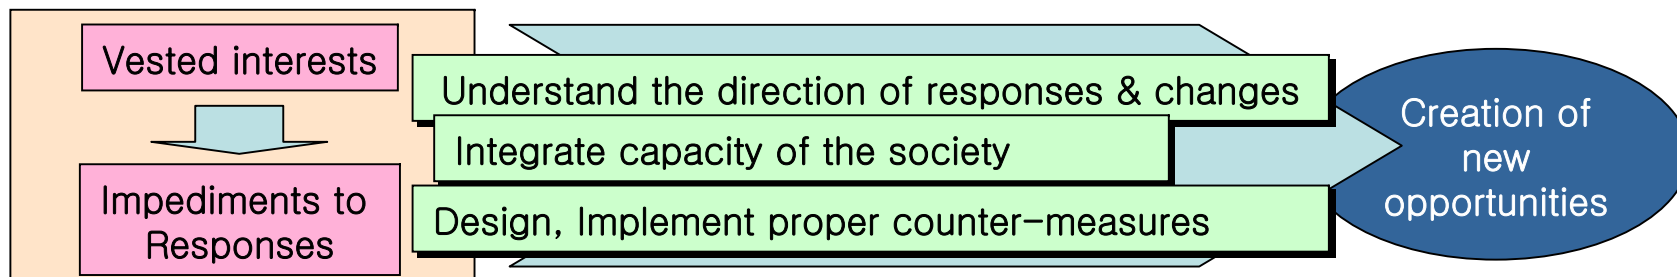 Vested interests
Impediments to
Responses
Understand the direction of responses & changes
Integrate capacity of the society
Design, Implement proper counter-measures
Creation of
new
opportunities